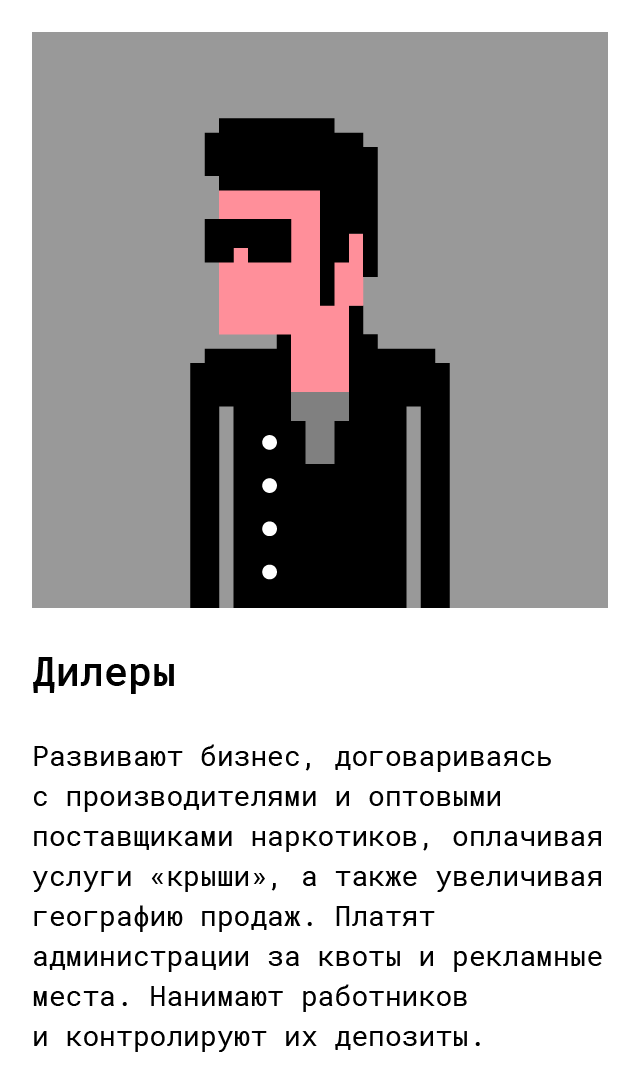 Дилеры
Развивают бизнес, договариваясь
с производителями и оптовыми
поставщиками наркотиков, оплачивая
услуги «крыши», а также увеличивая
географию продаж. Платят
администрации за квоты и рекламные
места. Нанимают работников
и контролируют их депозиты.